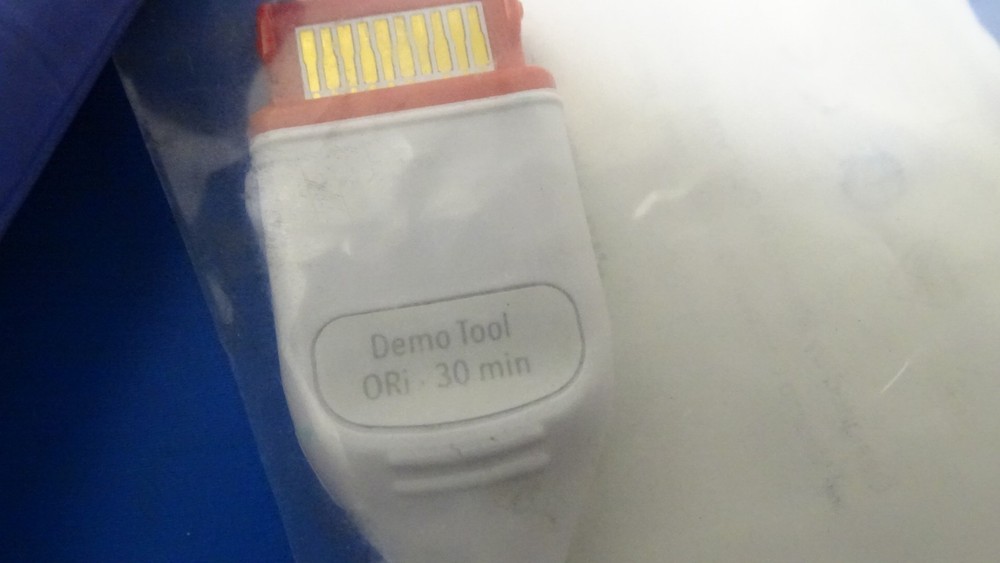 Demo Tool
ORi · 30 min